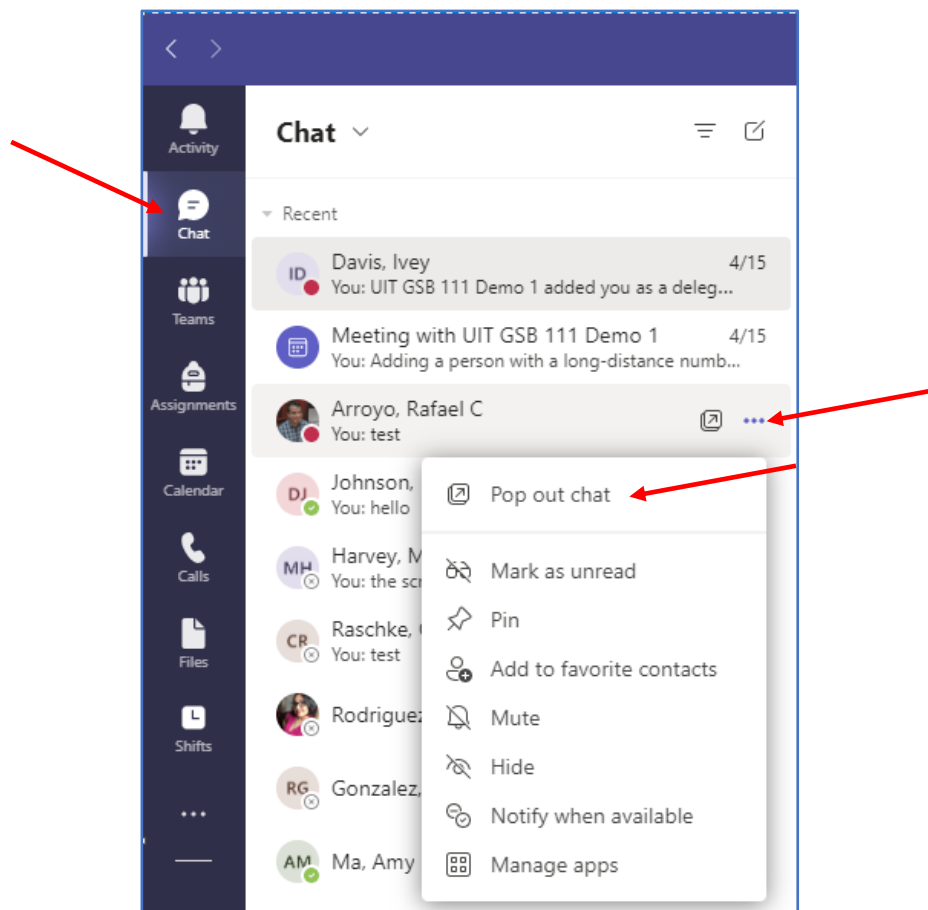 Activity
Chat
Teams
Assignments
Calendar
Calls
Files
Shifts
Chat
Recent
ID
Davis, Ivey 4/15
You: UIT GSB 111 Demo 1 added you as a deleg...
Meeting with UIT GSB 111 Demo 1 4/15
You: Adding a person with a long-distance numb...
Arroyo, Rafael C
You: test
DJ
Johnson,
You: hello
MH
Harvey, M
You: the scr
CR
Raschke,
You: test
Rodriguez
RG
Gonzalez,
AM
Ma, Amy
Pop out chat
Mark as unread
Pin
Add to favorite contacts
Mute
Hide
Notify when available
Manage apps